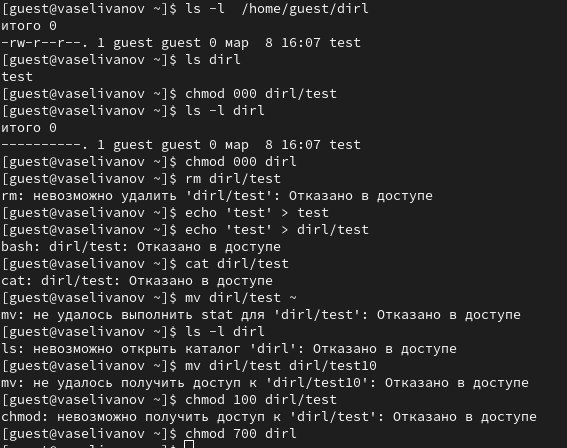 [guest@vaselivanov ~]$ ls -l  /home/guest/dirl
итого 0
-rw-r--r--. 1 guest guest 0 мар  8 16:07 test
[guest@vaselivanov ~]$ ls dirl
test
[guest@vaselivanov ~]$ chmod 000 dirl/test
[guest@vaselivanov ~]$ ls -l dirl
итого 0
----------. 1 guest guest 0 мар  8 16:07 test
[guest@vaselivanov ~]$ chmod 000 dirl
[guest@vaselivanov ~]$ rm dirl/test
rm: невозможно удалить 'dirl/test': Отказано в доступе
[guest@vaselivanov ~]$ echo 'test' > test
[guest@vaselivanov ~]$ echo 'test' > dirl/test
bash: dirl/test: Отказано в доступе
[guest@vaselivanov ~]$ cat dirl/test
cat: dirl/test: Отказано в доступе
[guest@vaselivanov ~]$ mv dirl/test ~
mv: не удалось выполнить stat для 'dirl/test': Отказано в доступе
[guest@vaselivanov ~]$ ls -l dirl
ls: невозможно открыть каталог 'dirl': Отказано в доступе
[guest@vaselivanov ~]$ mv dirl/test dirl/test10
mv: не удалось получить доступ к 'dirl/test10': Отказано в доступе
[guest@vaselivanov ~]$ chmod 100 dirl/test
chmod: невозможно получить доступ к 'dirl/test': Отказано в доступе
[guest@vaselivanov ~]$ chmod 700 dirl